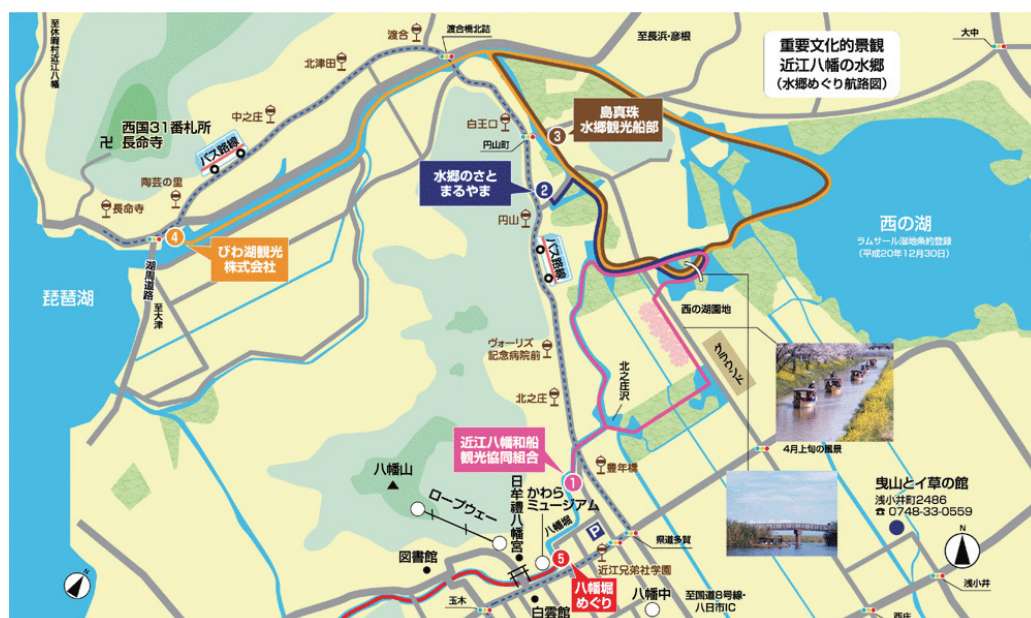 重要文化的景観
近江八幡の水郷
（水郷めぐり航路図）
至休暇村近江八幡
渡合
渡合橋北詰
至長浜・彦根
大中
北津田
中之庄
白王口
円山町
3
島真珠
水郷観光船部
西国31番札所
長命寺
バス路線
陶芸の里
水郷のさと
まるやま
2
長命寺
4
びわ湖観光
株式会社
円山
バス路線
西の湖
ラムサール湿地条約登録
（平成20年12月30日）
琵琶湖
湖周道路
至大津
西の湖園地
ヴォーリズ
記念病院前
グラウンド
北之庄沢
北之庄
近江八幡和船
観光協同組合
1
豊年橋
4月上旬の風景
八幡山
ロープウェー
日牟禮八幡宮
かわら
ミュージアム
八幡堀
P
県道多賀
曳山とイ草の館
浅小井町2486
☎ 0748-33-0559
N
図書館
5
八幡堀
めぐり
近江兄弟社学園
N
玉木
白雲館
八幡中
至国道8号線・
八日市IC
浅小井
西庄